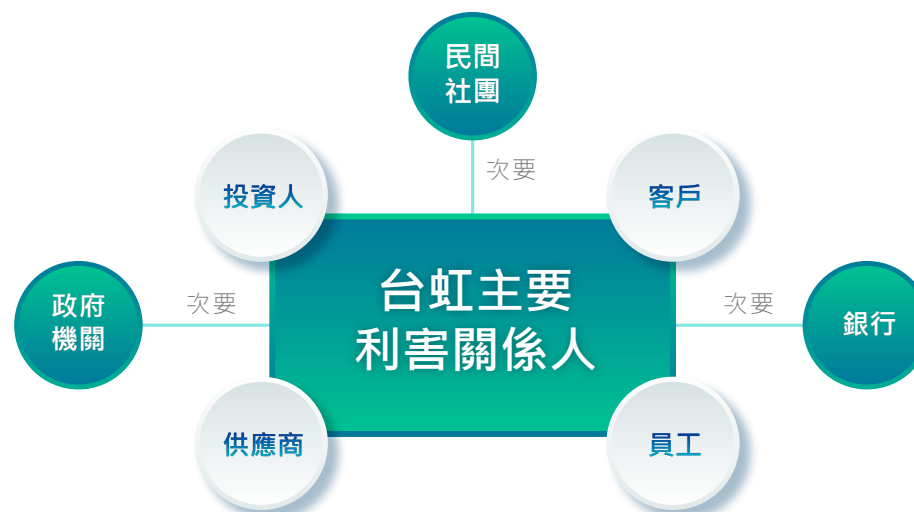 民間
社團
次要
投資人
客戶
台虹主要
利害關係人
政府
機關
次要
次要
銀行
供應商
員工